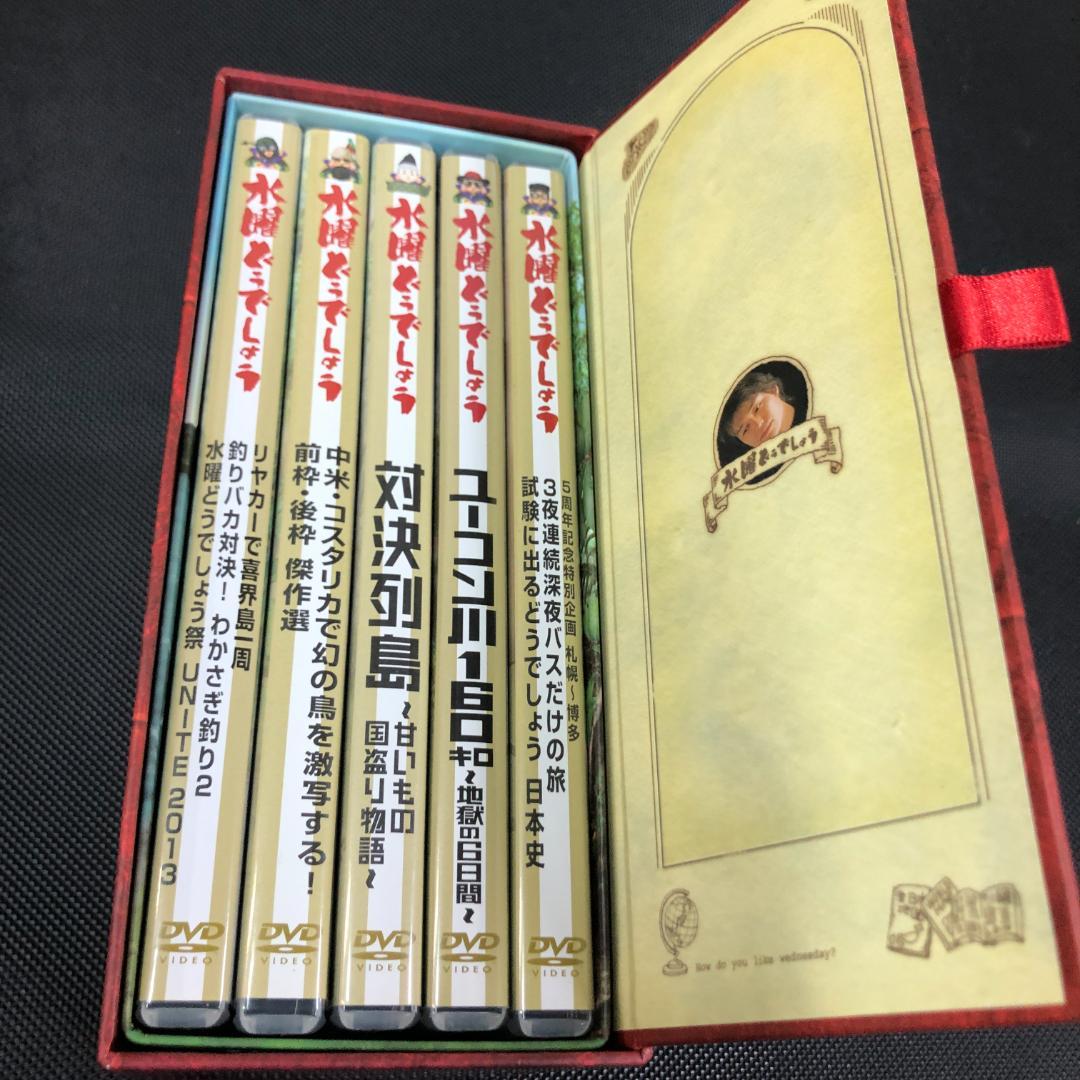 水曜どうでしょう
リヤカーで喜界島一周
釣りバカ対決!わかさぎ釣り2
水曜どうでしょう祭 UNITE 2013
DVD
VIDEO
水曜どうでしょう
中米・コスタリカで幻の鳥を激写する!
前枠・後枠 傑作選
DVD
VIDEO
水曜どうでしょう
対決列島
~甘いもの
国盗り物語~
DVD
VIDEO
水曜どうでしょう
ユーコン川160キロ
~地獄の6日間~
DVD
VIDEO
水曜どうでしょう
5周年記念特別企画 札幌~博多
3夜連続深夜バスだけの旅
試験に出るどうでしょう 日本史
DVD
VIDEO
水曜どうでしょう
How do you like wednesday?